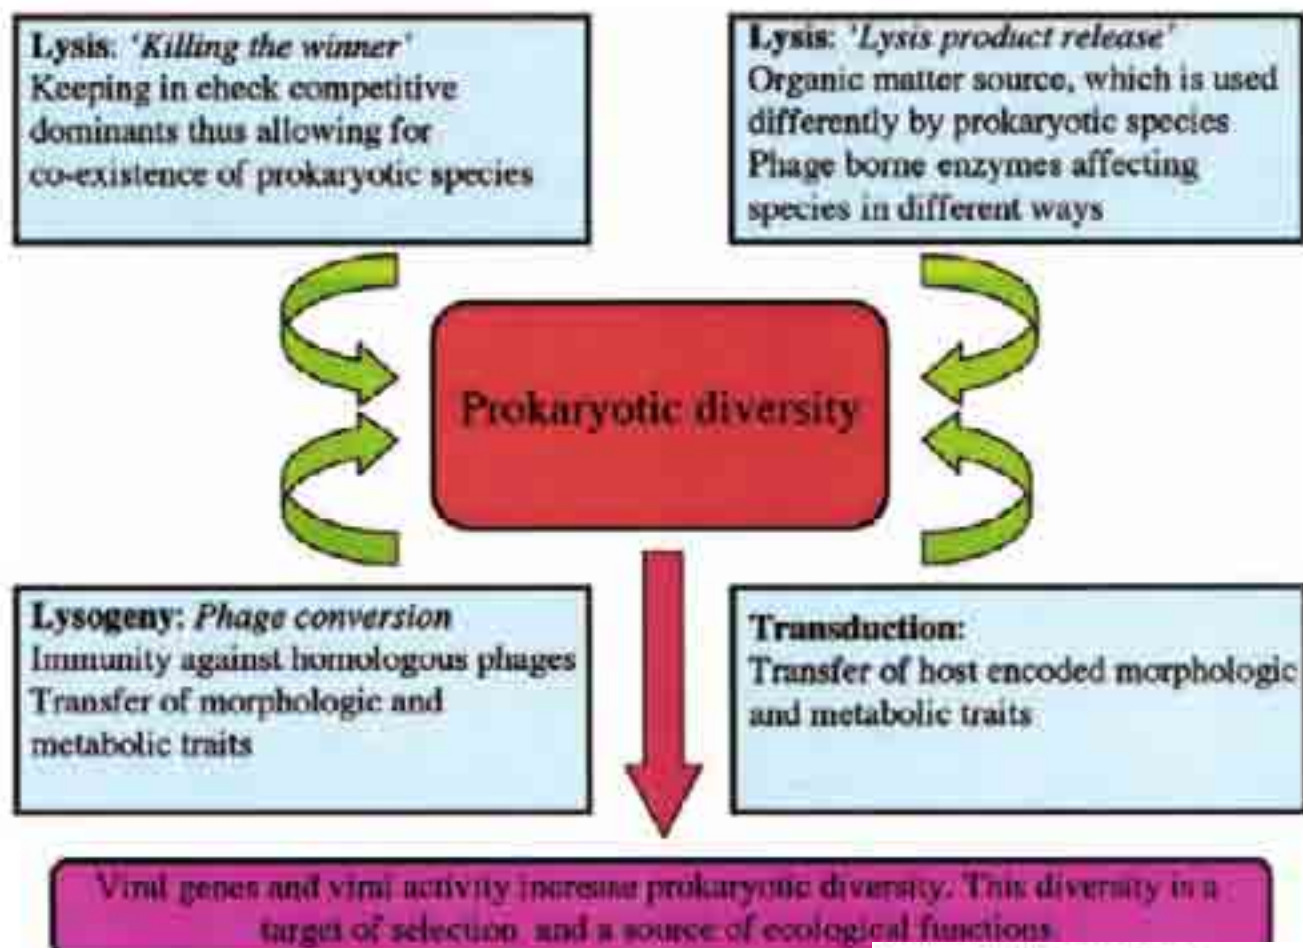 Lysis: 'Killing the winner'
Keeping in check competitive
dominants thus allowing for
co-existence of prokaryotic species
Lysis: 'Lysis product release'
Organic matter source, which is used
differently by prokaryotic species
Phage borne enzymes affecting
species in different ways
Prokaryotic diversity
Lysogeny: Phage conversion
Immunity against homologous phages
Transfer of morphologic and
metabolic traits
Transduction:
Transfer of host encoded morphologic
and metabolic traits
Viral genes and viral activity increase prokaryotic diversity. This diversity is a
target of selection and a source of ecological functions